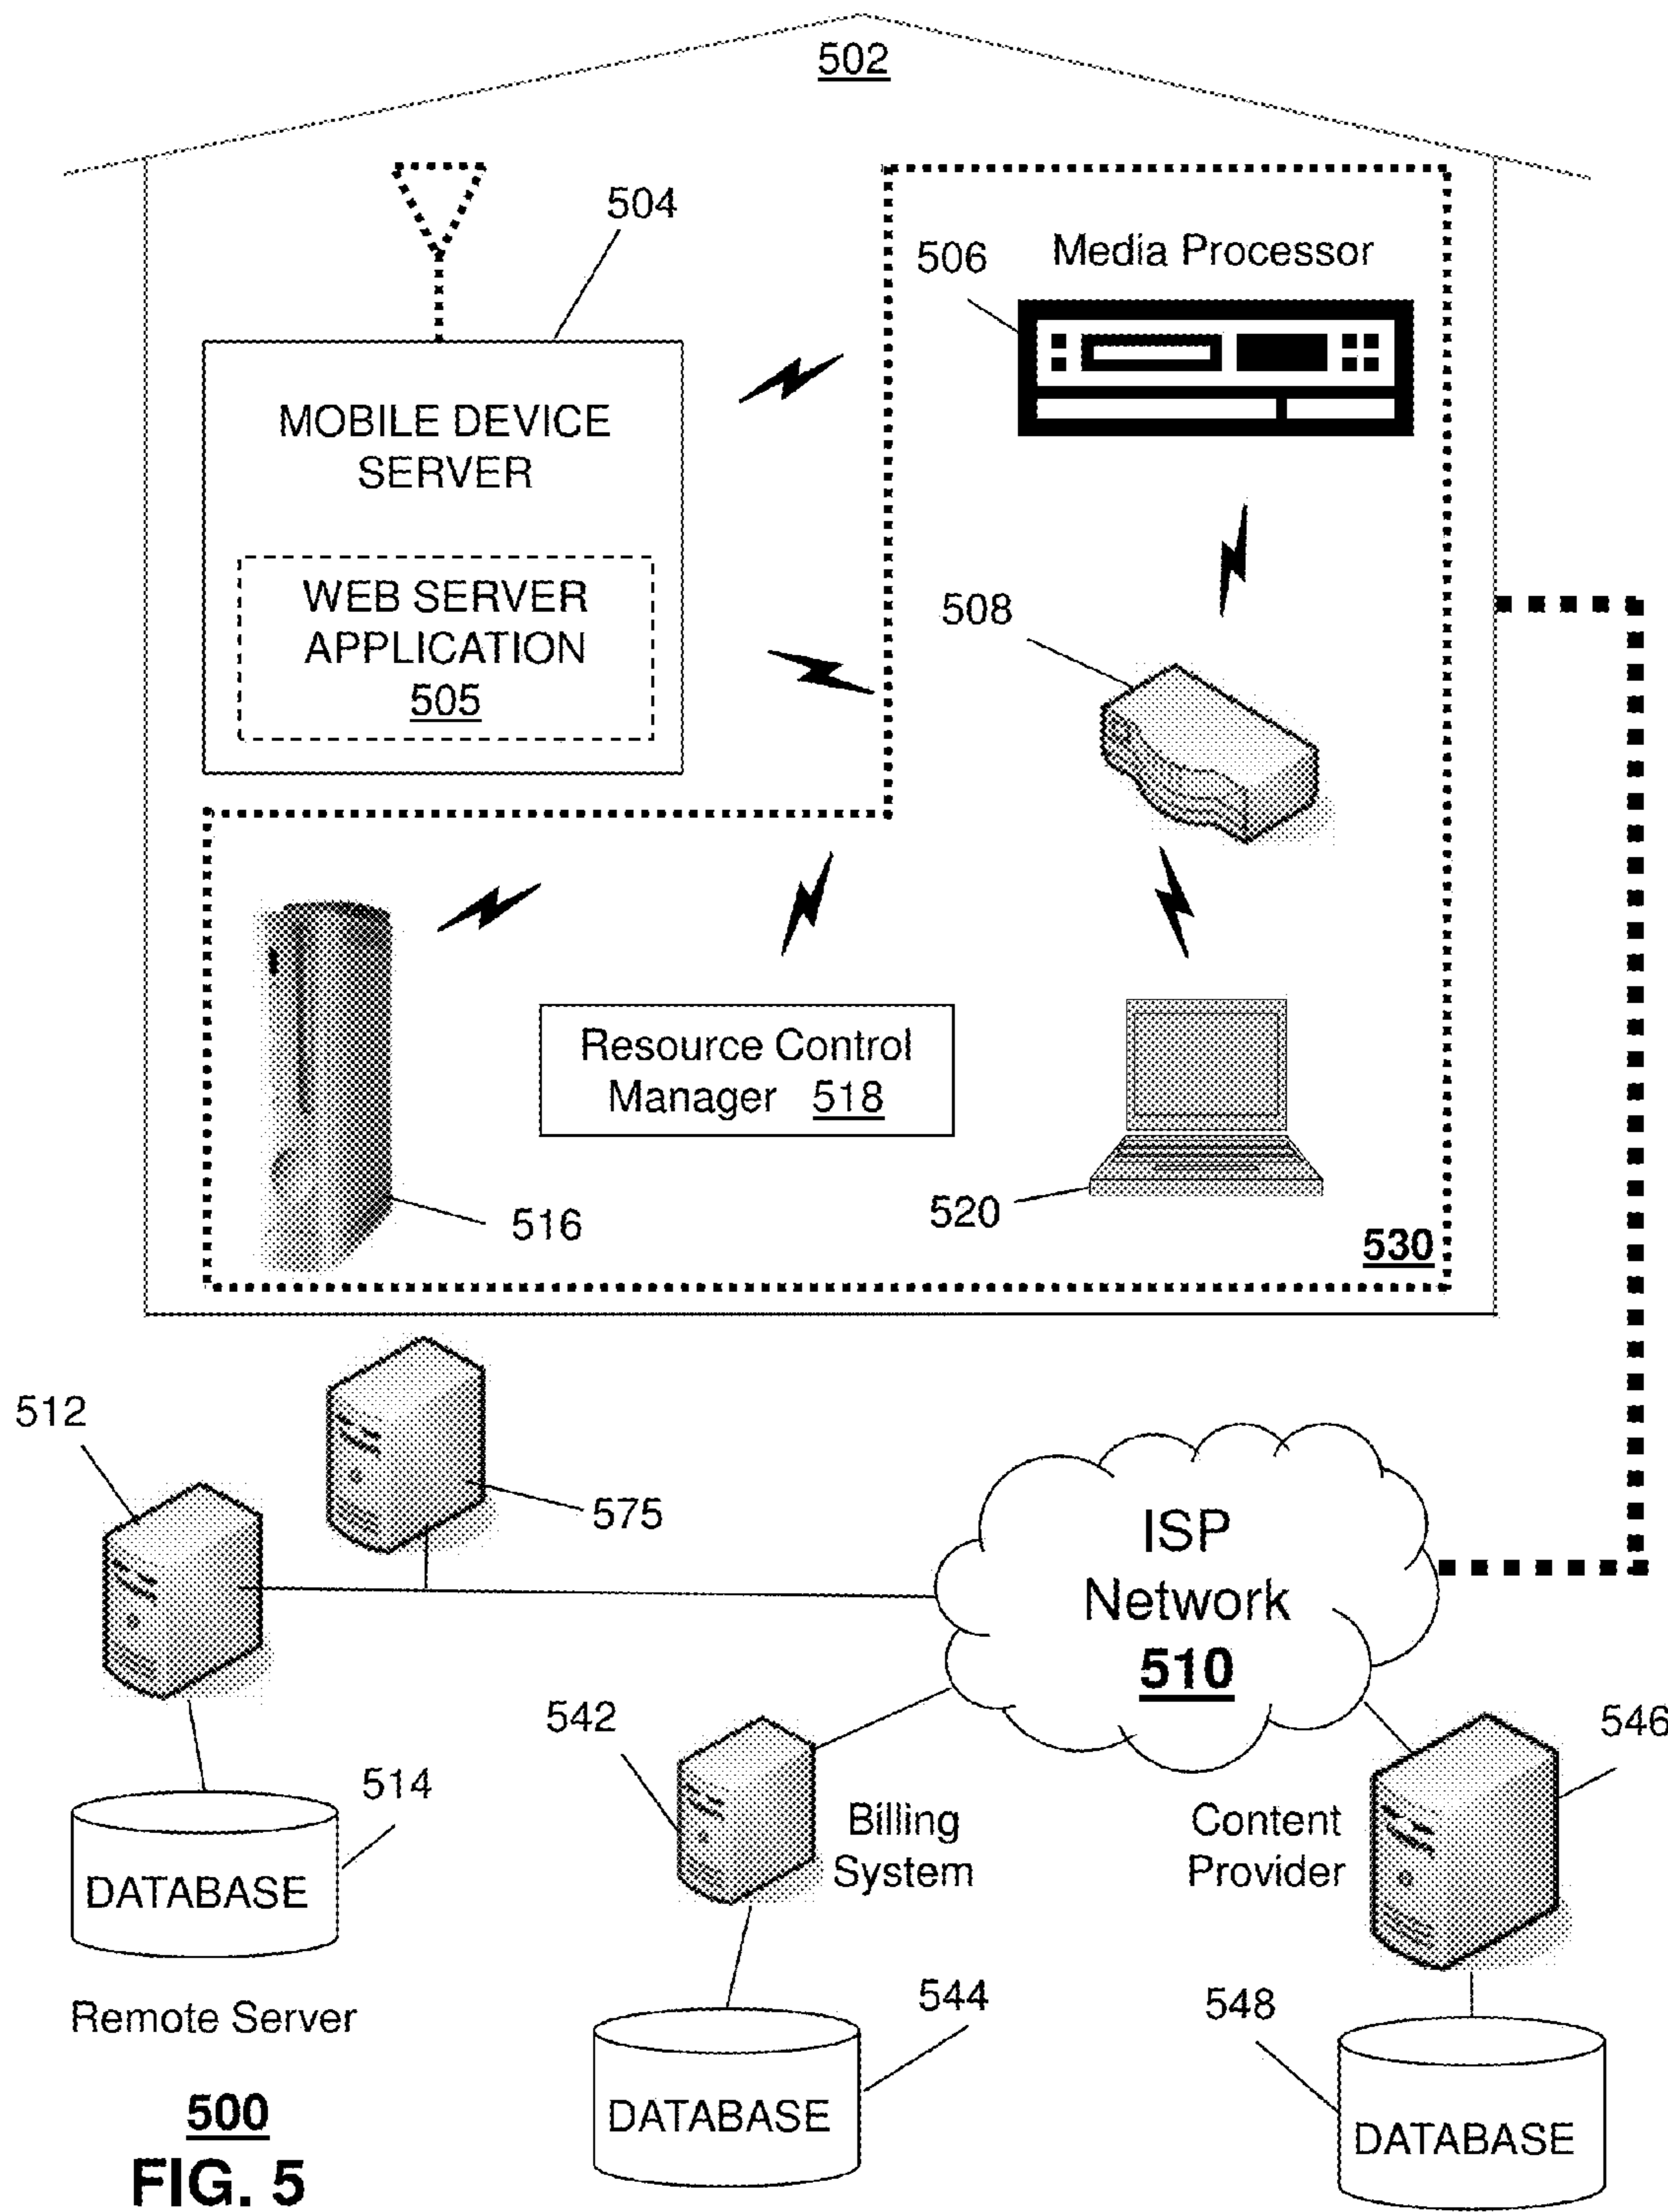 502
504
506
Media Processor
MOBILE DEVICE
SERVER
WEB SERVER
APPLICATION
505
508
Resource Control
Manager 518
516
520
530
512
575
ISP
Network
510
542
546
514
Billing
System
Content
Provider
DATABASE
Remote Server
544
548
DATABASE
DATABASE
500
FIG. 5